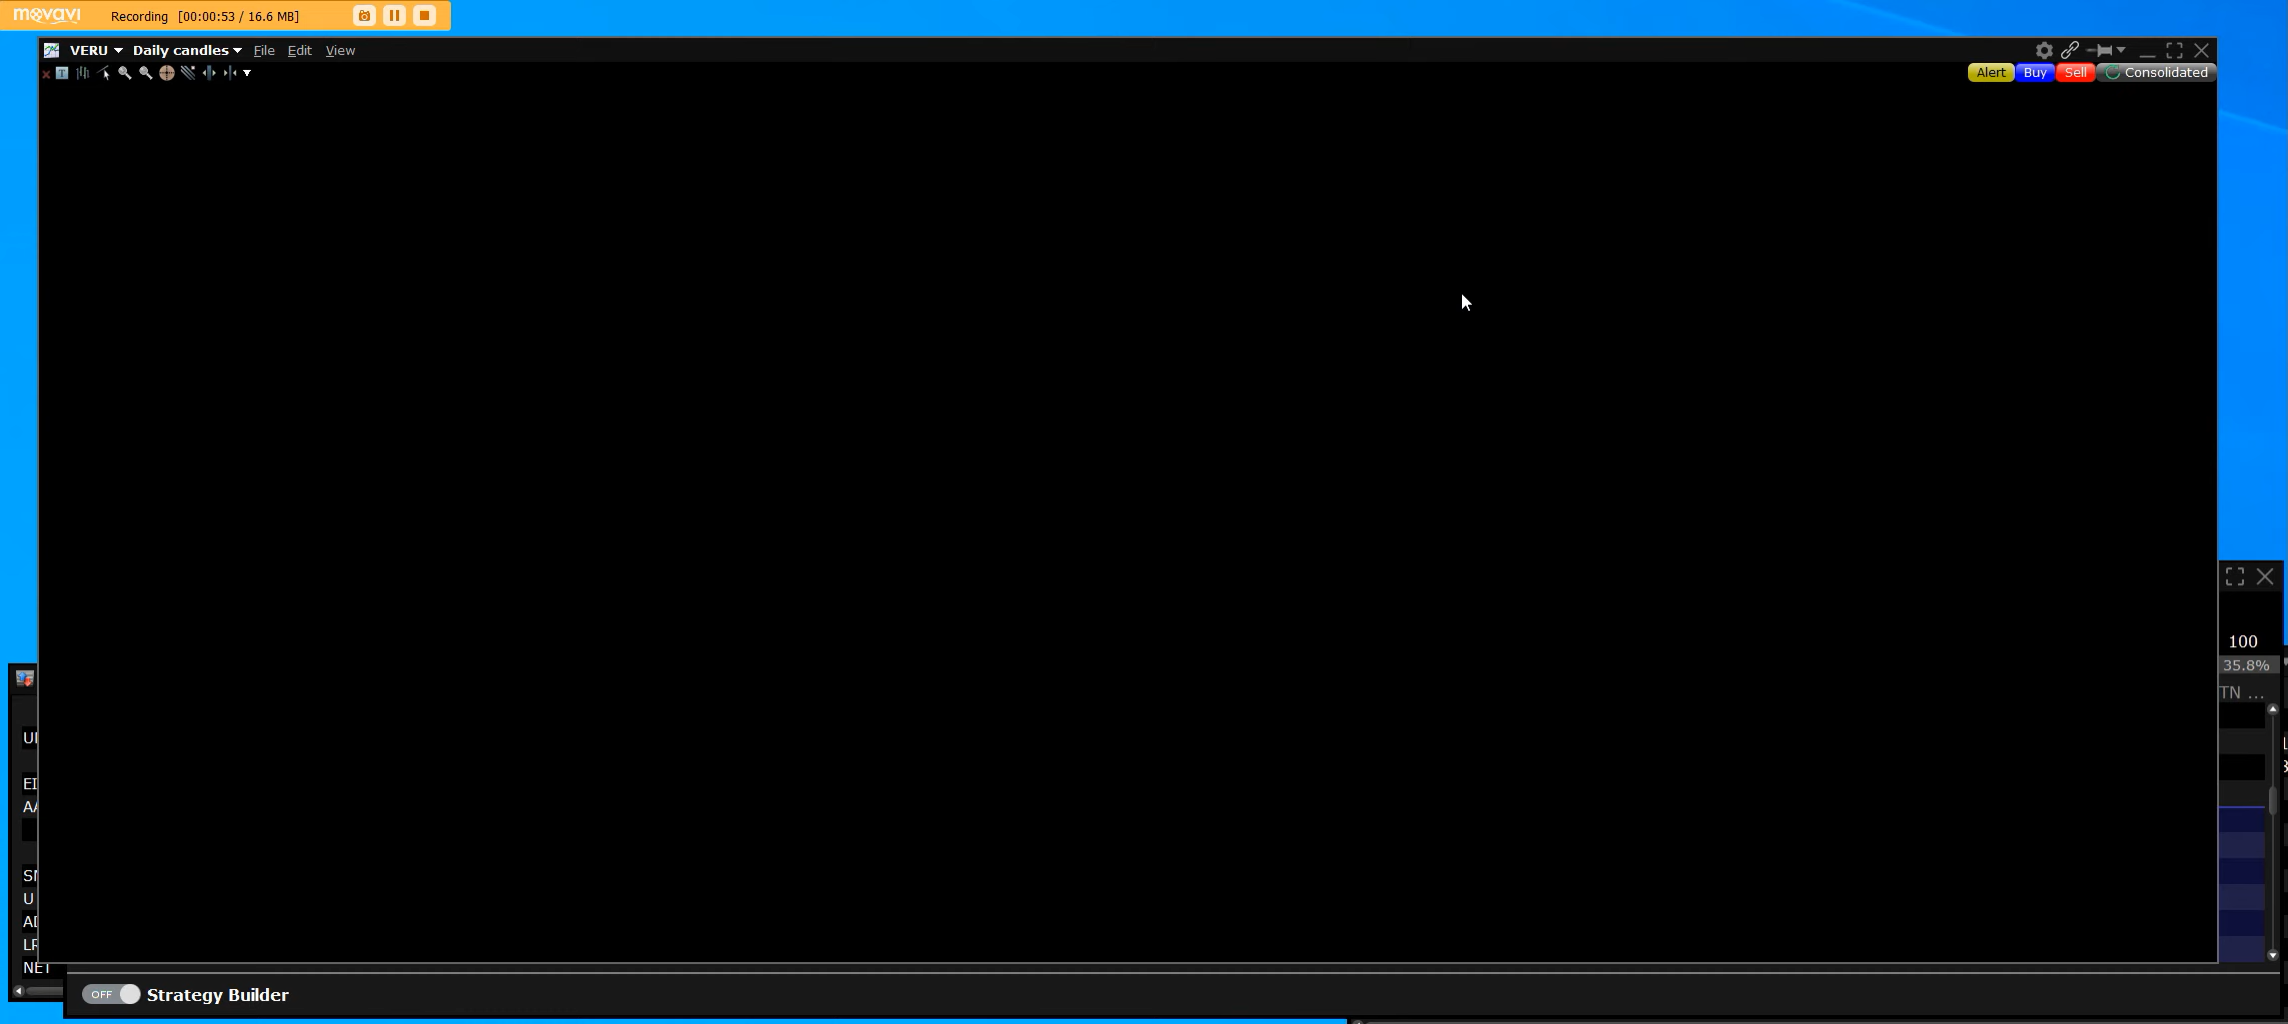 movavi Recording [00:00:53 / 16.6 MB]
VERU Daily candles File Edit View
T Alert Buy Sell Consolidated
100
35.8%
TN ...
U
NET
OFF Strategy Builder